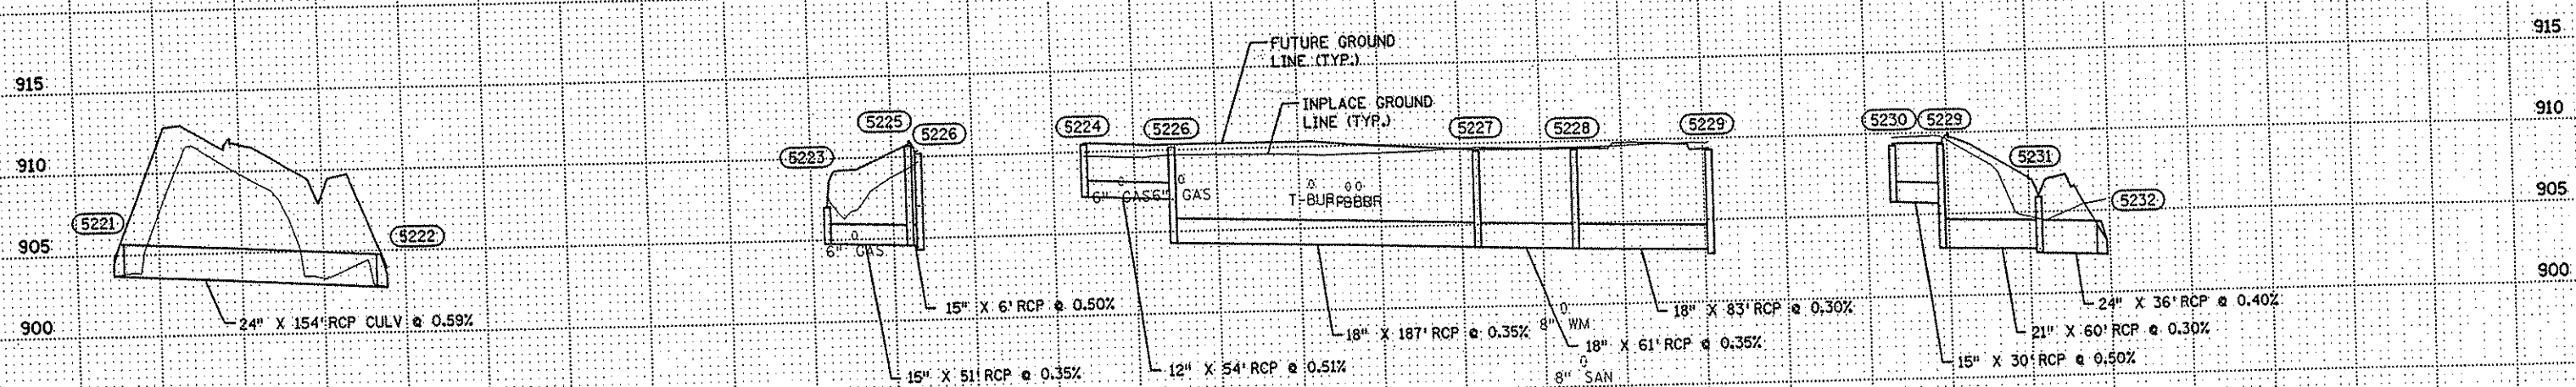 915
910
905
900
5221
5222
24" X 154' RCP CULV @ 0.59%
5223
5225
5226
6" GAS
15" X 6' RCP @ 0.50%
15" X 51' RCP @ 0.35%
FUTURE GROUND
LINE (TYP.)
INPLACE GROUND
LINE (TYP.)
5224
5226
5227
5228
5229
6" GAS
6" GAS
T-BUR
12" X 54' RCP @ 0.51%
18" X 187' RCP @ 0.35%
8" WM
18" X 61' RCP @ 0.35%
8" SAN
18" X 83' RCP @ 0.30%
5230
5229
5231
5232
24" X 36' RCP @ 0.40%
21" X 60' RCP @ 0.30%
15" X 30' RCP @ 0.50%
915
910
905
900